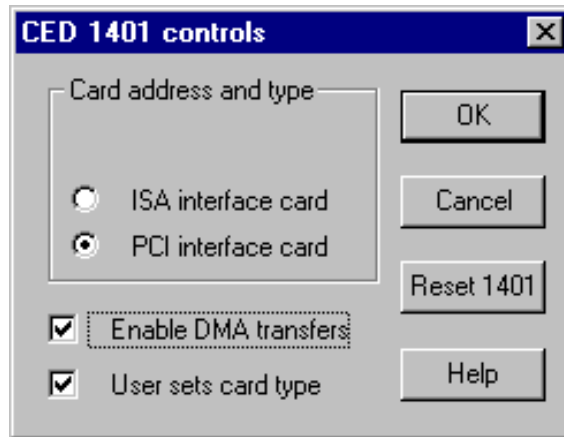 CED 1401 controls
Card address and type
OK
ISA interface card
Cancel
PCI interface card
Reset 1401
Enable DMA transfers
User sets card type
Help